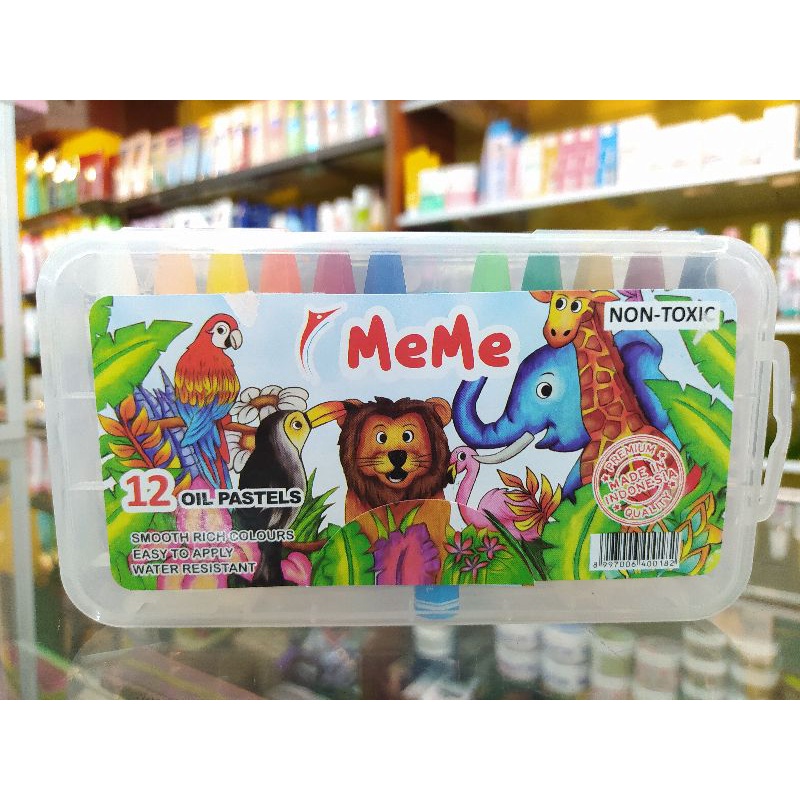 MeMe
NON-TOXIC
12 OIL PASTELS
SMOOTH RICH COLOURS
EASY TO APPLY
WATER RESISTANT
PREMIUM
MADE IN
INDONESIA
QUALITY
8 997006 400182